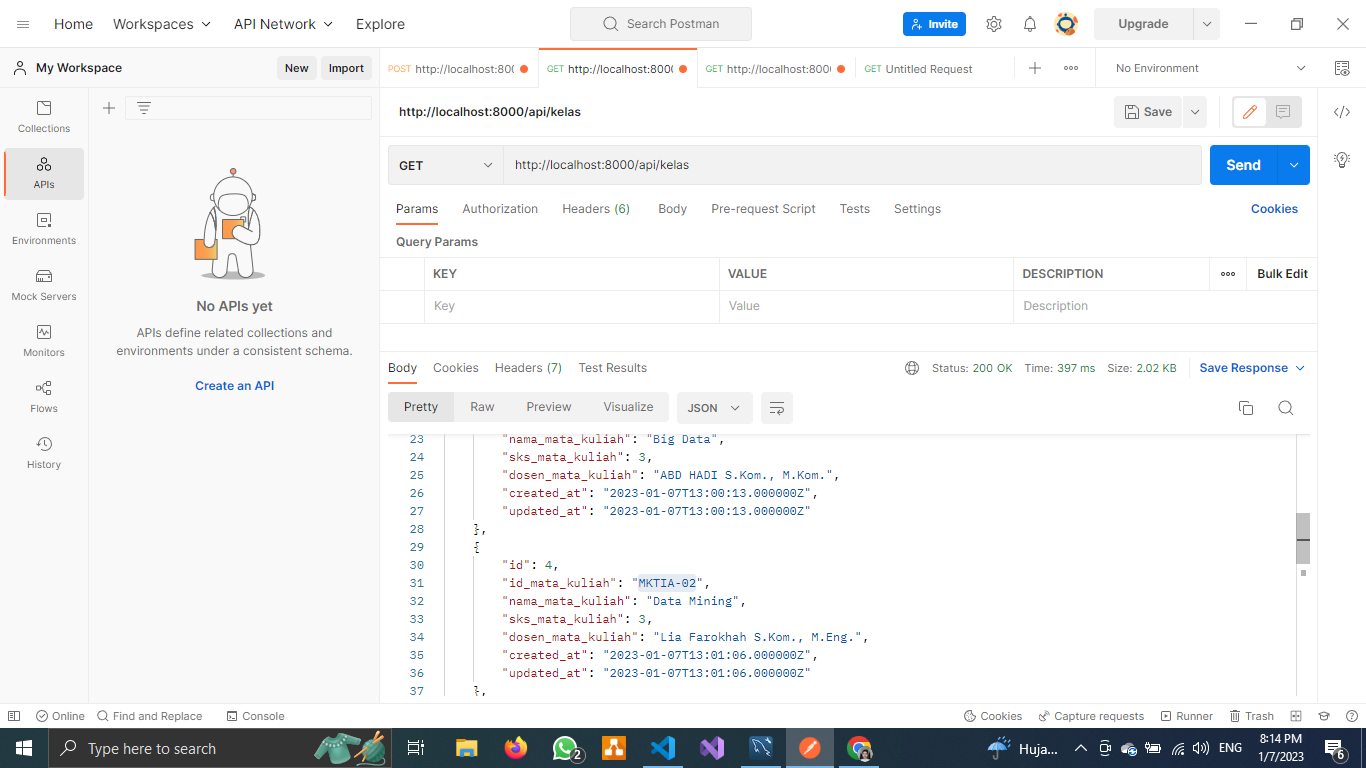 Home Workspaces API Network Explore Search Postman Invite Upgrade
My Workspace New Import POST http://localhost:800 GET http://localhost:8000 GET http://localhost:800 GET Untitled Request No Environment
Collections
APIs
Environments
Mock Servers
Monitors
Flows
History
No APIs yet
APIs define related collections and
environments under a consistent schema.
Create an API
http://localhost:8000/api/kelas Save
GET http://localhost:8000/api/kelas Send
Params Authorization Headers (6) Body Pre-request Script Tests Settings Cookies
Query Params
KEY VALUE DESCRIPTION Bulk Edit
Key Value Description
Body Cookies Headers (7) Test Results Status: 200 OK Time: 397 ms Size: 2.02 KB Save Response
Pretty Raw Preview Visualize JSON
23 "nama_mata_kuliah": "Big Data",
24 "sks_mata_kuliah": 3,
25 "dosen_mata_kuliah": "ABD HADI S.Kom., M.Kom.",
26 "created_at": "2023-01-07T13:00:13.000000Z",
27 "updated_at": "2023-01-07T13:00:13.000000Z"
28 },
29 {
30 "id": 4,
31 "id_mata_kuliah": "MKTIA-02",
32 "nama_mata_kuliah": "Data Mining",
33 "sks_mata_kuliah": 3,
34 "dosen_mata_kuliah": "Lia Farokhah S.Kom., M.Eng.",
35 "created_at": "2023-01-07T13:01:06.000000Z",
36 "updated_at": "2023-01-07T13:01:06.000000Z"
37 },
Online Find and Replace Console Cookies Capture requests Runner Trash
Type here to search 2 Huja... ENG 8:14 PM
1/7/2023 6